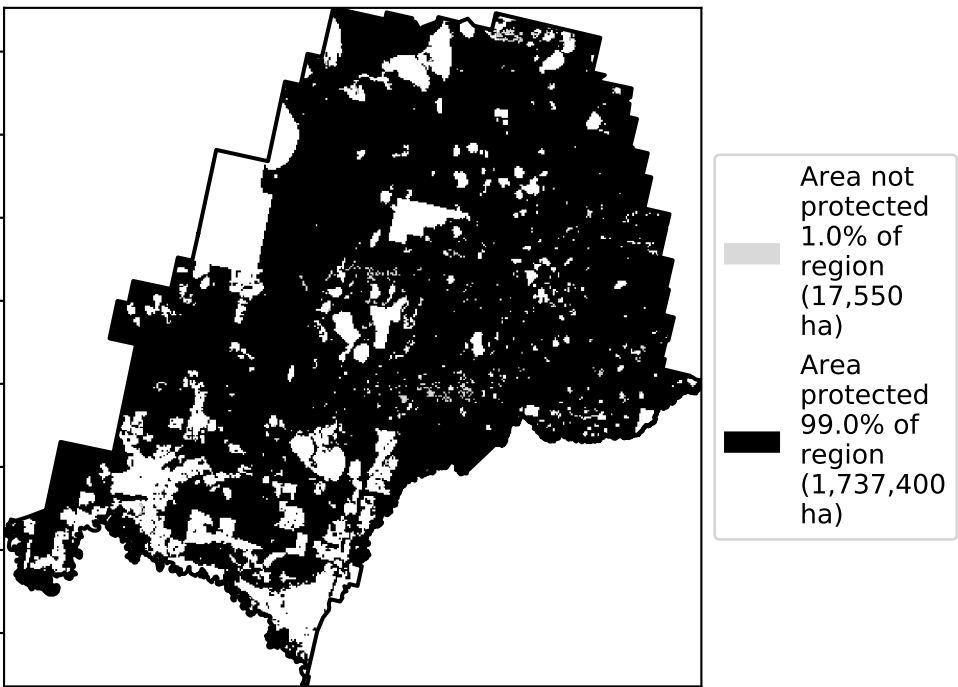 Area not
protected
1.0% of
region
(17,550
ha)
Area
protected
99.0% of
region
(1,737,400
ha)